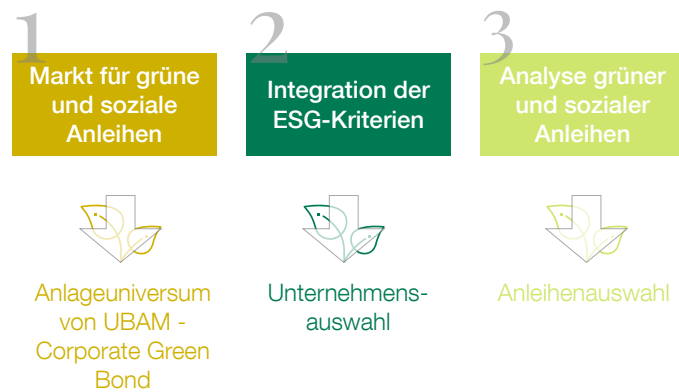 1
Markt für grüne
und soziale
Anleihen
2
Integration der
ESG-Kriterien
3
Analyse grüner
und sozialer
Anleihen
Anlageuniversum
von UBAM -
Corporate Green
Bond
Unternehmens-
auswahl
Anleihenauswahl